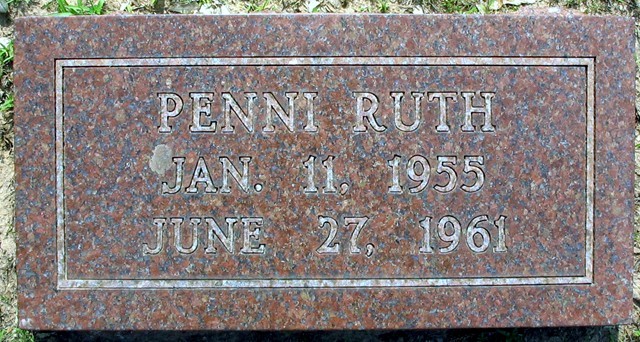 PENNI RUTH
JAN. 11, 1955
JUNE 27, 1961